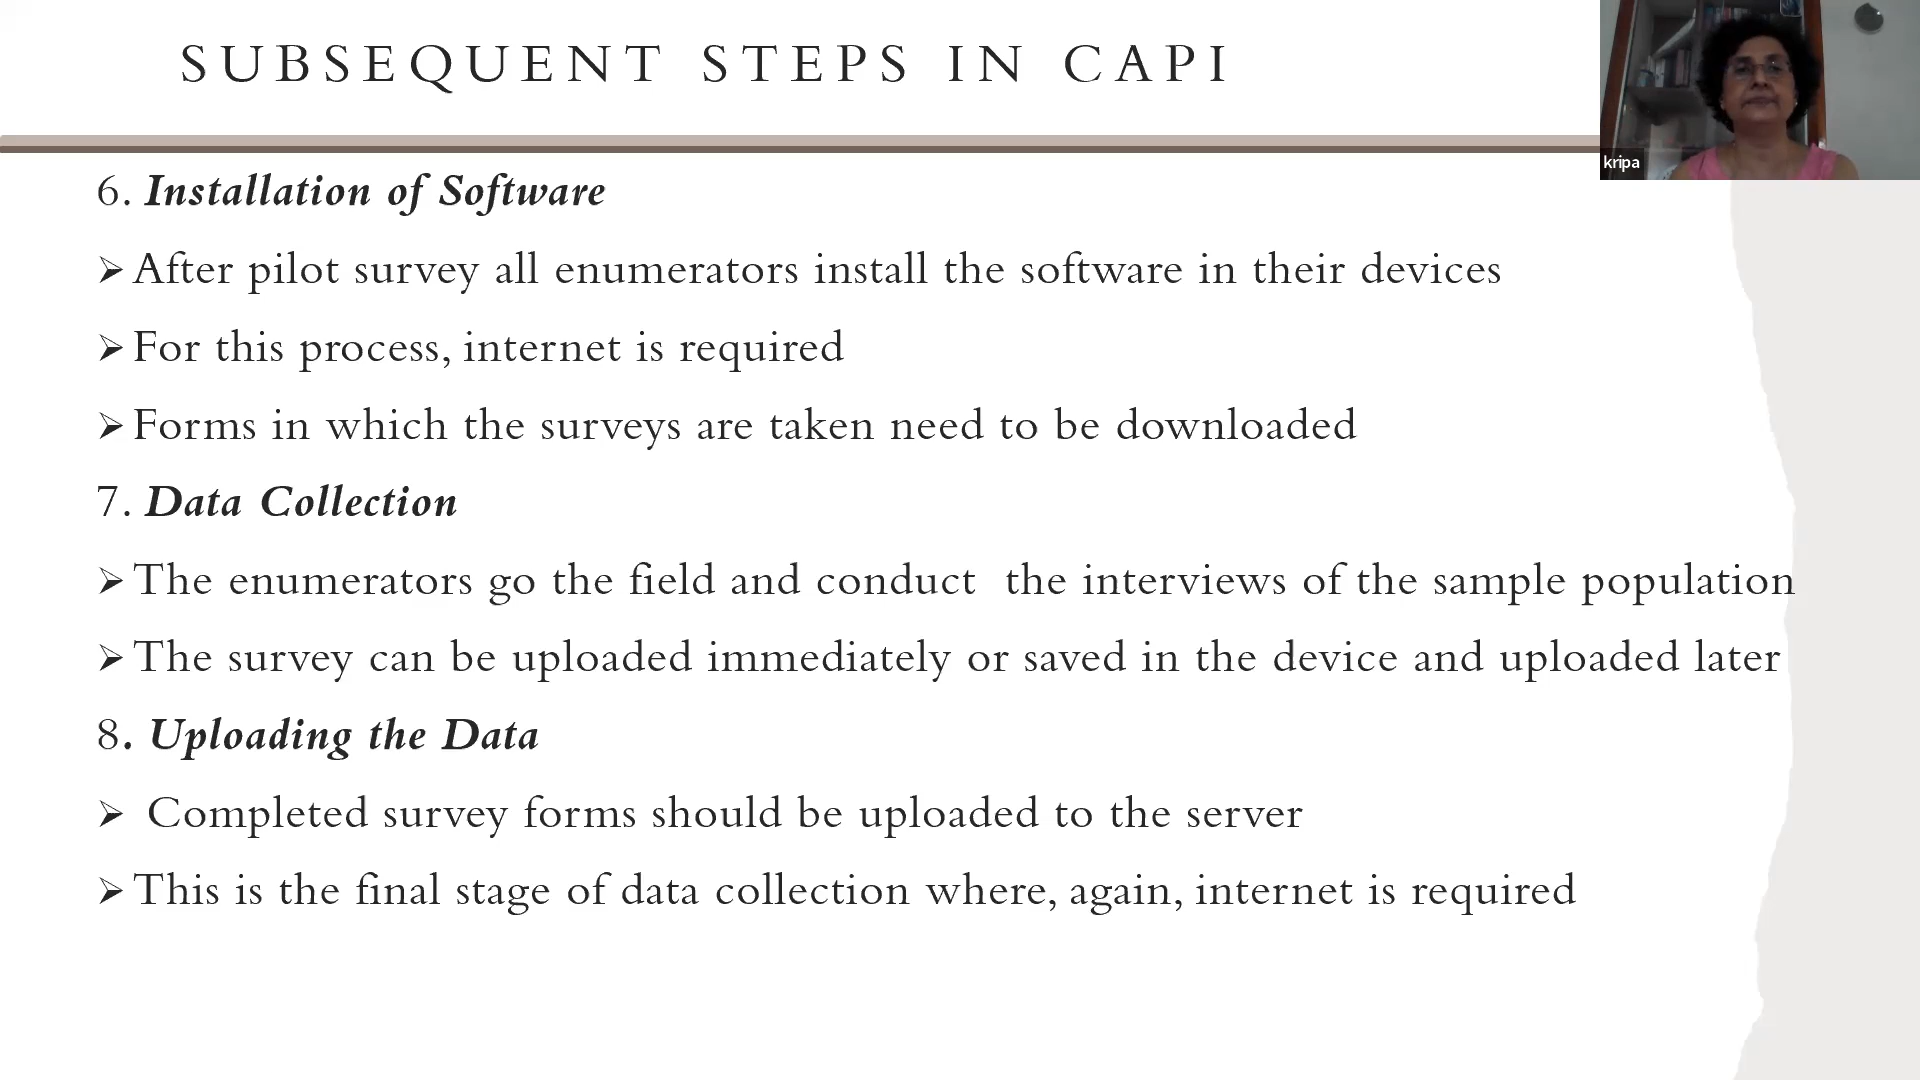 SUBSEQUENT STEPS IN CAPI
kripa
6. Installation of Software
➢ After pilot survey all enumerators install the software in their devices
➢ For this process, internet is required
➢ Forms in which the surveys are taken need to be downloaded
7. Data Collection
➢ The enumerators go the field and conduct  the interviews of the sample population
➢ The survey can be uploaded immediately or saved in the device and uploaded later
8. Uploading the Data
➢ Completed survey forms should be uploaded to the server
➢ This is the final stage of data collection where, again, internet is required